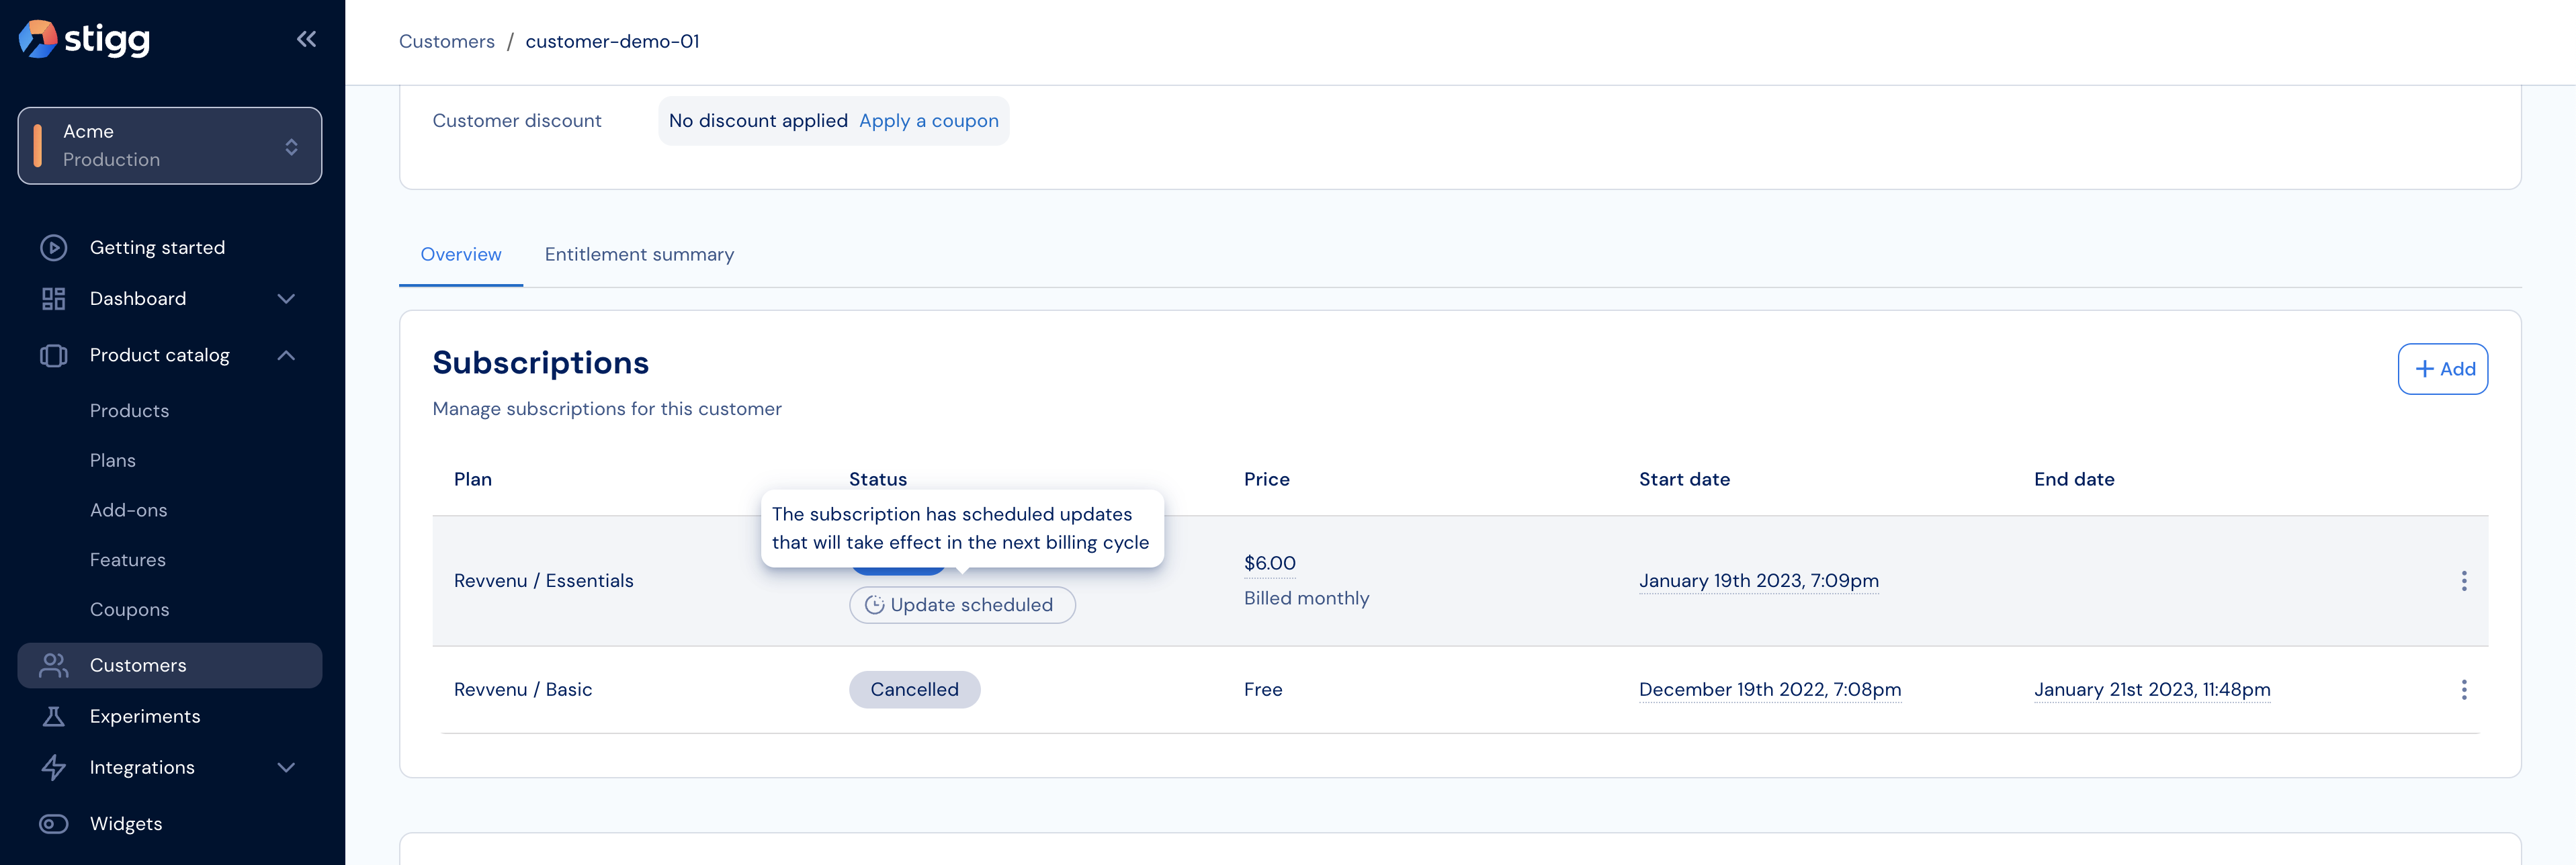 stigg
Acme
Production
Getting started
Dashboard
Product catalog
Products
Plans
Add-ons
Features
Coupons
Customers
Experiments
Integrations
Widgets
Customers / customer-demo-01
Customer discount No discount applied Apply a coupon
Overview Entitlement summary
Subscriptions
+ Add
Manage subscriptions for this customer
Plan Status Price Start date End date
The subscription has scheduled updates
that will take effect in the next billing cycle
Revvenu / Essentials
Update scheduled
$6.00
Billed monthly
January 19th 2023, 7:09pm
Revvenu / Basic Cancelled Free December 19th 2022, 7:08pm January 21st 2023, 11:48pm